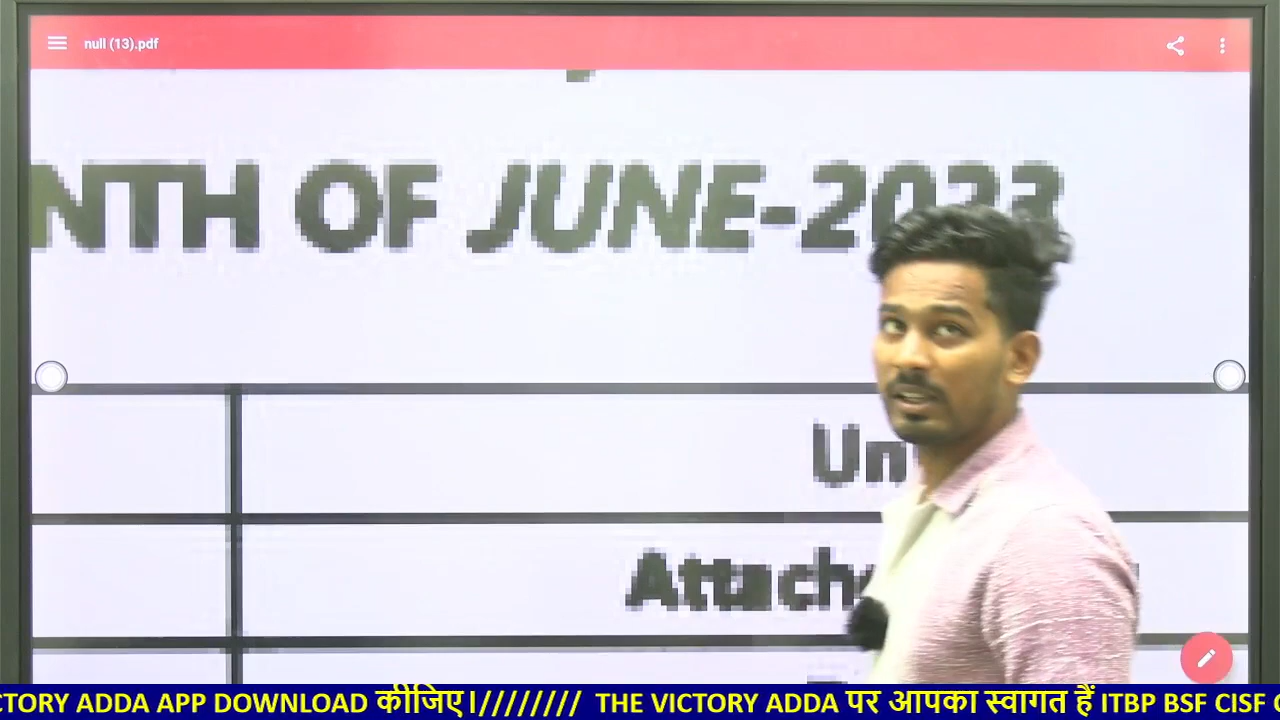 null (13).pdf
NTH OF JUNE-2023
Un
Attach
CTORY ADDA APP DOWNLOAD कीजिए।//////// THE VICTORY ADDA पर आपका स्वागत हैं ITBP BSF CISF